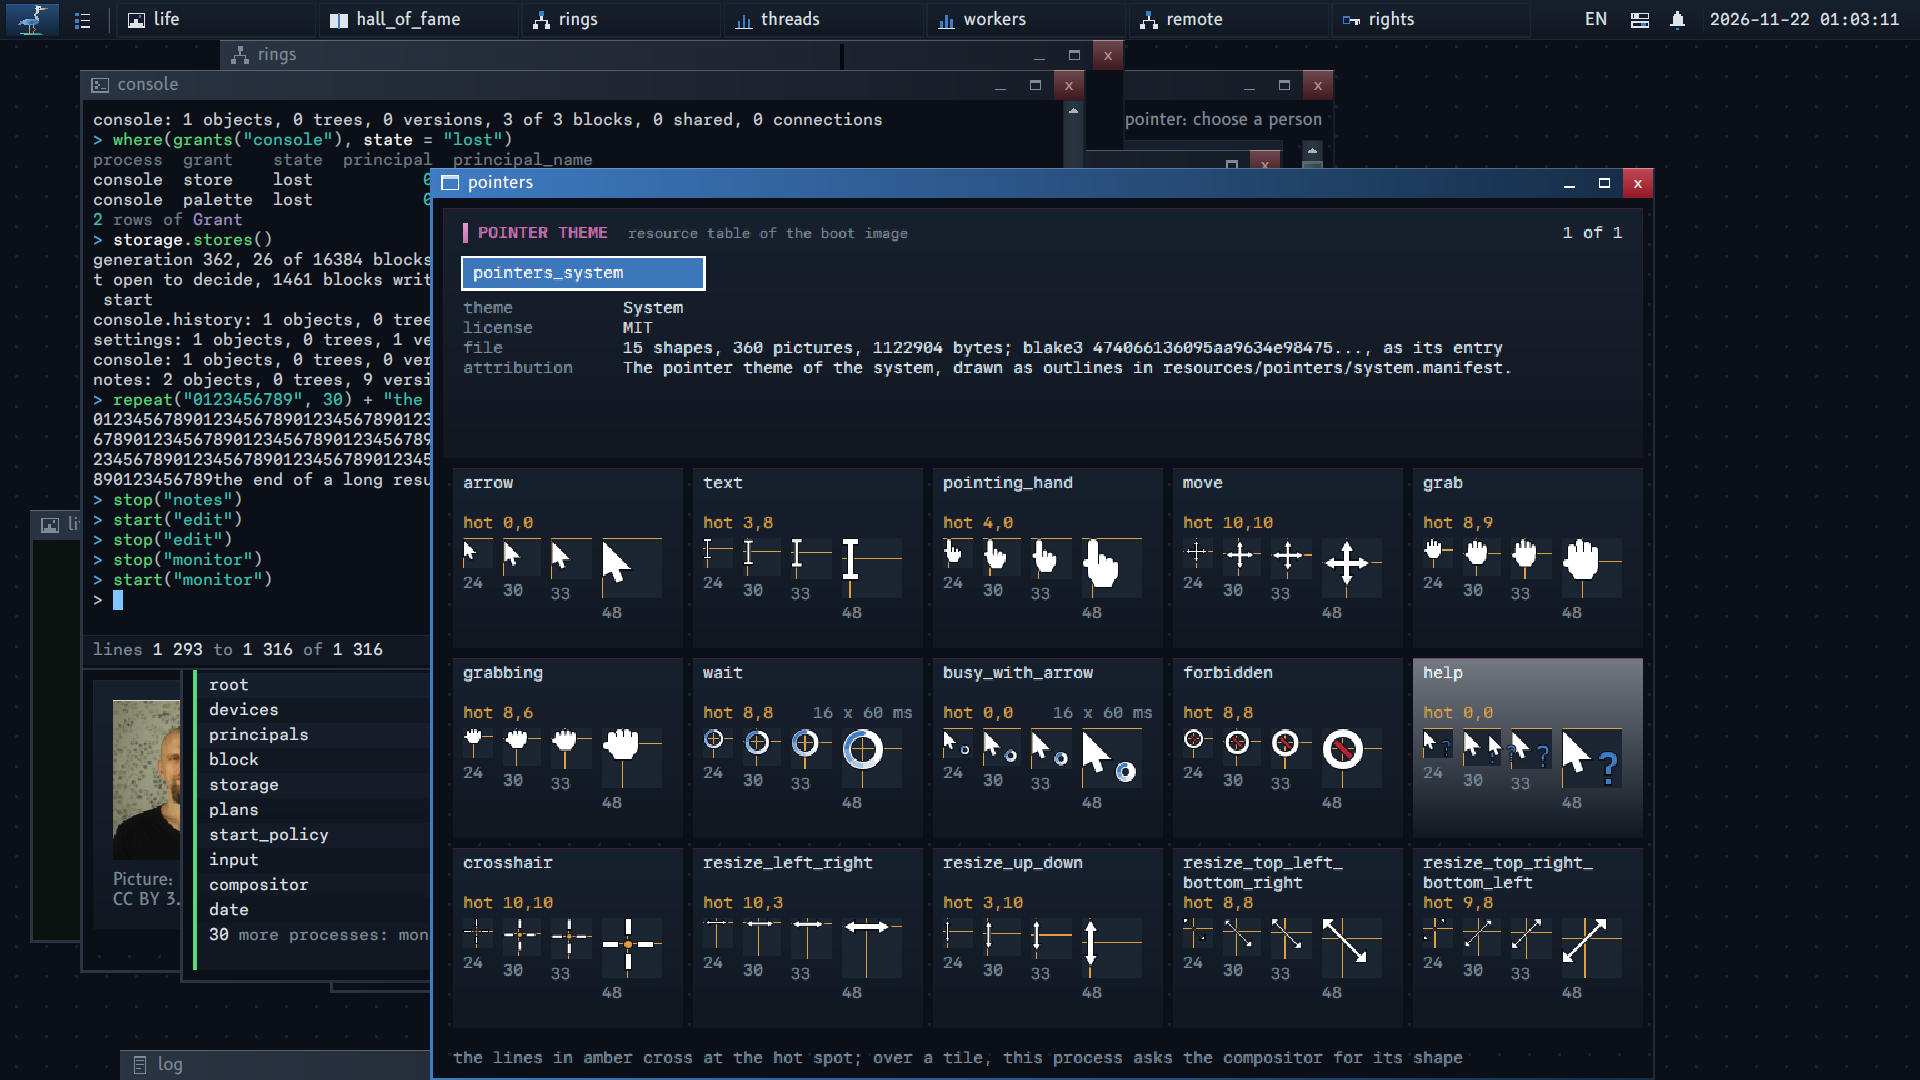 life hall_of_fame rings threads workers remote rights EN 2026-11-22 01:03:11
rings
console
console: 1 objects, 0 trees, 0 versions, 3 of 3 blocks, 0 shared, 0 connections
> where(grants("console"), state = "lost")
process grant state principal principal_name
console store lost 0
console palette lost 0
2 rows of Grant
> storage.stores()
generation 362, 26 of 16384 blocks
t open to decide, 1461 blocks writ
start
console.history: 1 objects, 0 tree
settings: 1 objects, 0 trees, 1 ve
console: 1 objects, 0 trees, 0 ver
notes: 2 objects, 0 trees, 9 versi
> repeat("0123456789", 30) + "the
0123456789012345678901234567890123
6789012345678901234567890123456789
2345678901234567890123456789012345
890123456789the end of a long resu
> stop("notes")
> start("edit")
> stop("edit")
> stop("monitor")
> start("monitor")
>
lines 1 293 to 1 316 of 1 316
pointer: choose a person
li
Picture:
CC BY 3.
root
devices
principals
block
storage
plans
start_policy
input
compositor
date
30 more processes: mon
log
pointers
POINTER THEME resource table of the boot image 1 of 1
pointers_system
theme System
license MIT
file 15 shapes, 360 pictures, 1122904 bytes; blake3 474066136095aa9634e98475..., as its entry
attribution The pointer theme of the system, drawn as outlines in resources/pointers/system.manifest.
arrow
hot 0,0
24 30 33 48
text
hot 3,8
24 30 33 48
pointing_hand
hot 4,0
24 30 33 48
move
hot 10,10
24 30 33 48
grab
hot 8,9
24 30 33 48
grabbing
hot 8,6
24 30 33 48
wait
hot 8,8 16 x 60 ms
24 30 33 48
busy_with_arrow
hot 0,0 16 x 60 ms
24 30 33 48
forbidden
hot 8,8
24 30 33 48
help
hot 0,0
24 30 33 48
crosshair
hot 10,10
24 30 33 48
resize_left_right
hot 10,3
24 30 33 48
resize_up_down
hot 3,10
24 30 33 48
resize_top_left_
bottom_right
hot 8,8
24 30 33 48
resize_top_right_
bottom_left
hot 9,8
24 30 33 48
the lines in amber cross at the hot spot; over a tile, this process asks the compositor for its shape